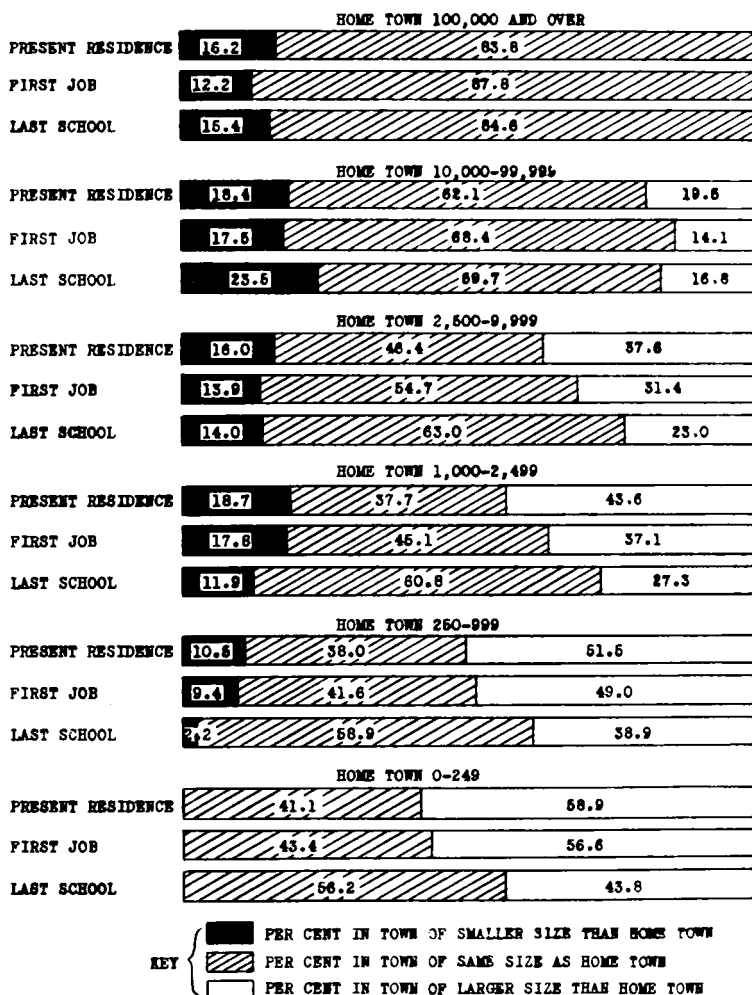 HOME TOWN 100,000 AND OVER
PRESENT RESIDENCE 16.2 83.8
FIRST JOB 12.2 87.8
LAST SCHOOL 15.4 84.6
HOME TOWN 10,000-99,999
PRESENT RESIDENCE 18.4 62.1 19.5
FIRST JOB 17.5 68.4 14.1
LAST SCHOOL 23.5 59.7 16.8
HOME TOWN 2,500-9,999
PRESENT RESIDENCE 16.0 46.4 37.6
FIRST JOB 13.9 54.7 31.4
LAST SCHOOL 14.0 63.0 23.0
HOME TOWN 1,000-2,499
PRESENT RESIDENCE 18.7 37.7 43.6
FIRST JOB 17.8 45.1 37.1
LAST SCHOOL 11.9 60.8 27.3
HOME TOWN 250-999
PRESENT RESIDENCE 10.5 38.0 51.5
FIRST JOB 9.4 41.6 49.0
LAST SCHOOL 2.2 58.9 38.9
HOME TOWN 0-249
PRESENT RESIDENCE 41.1 58.9
FIRST JOB 43.4 56.6
LAST SCHOOL 56.2 43.8
PER CENT IN TOWN OF SMALLER SIZE THAN HOME TOWN
KEY PER CENT IN TOWN OF SAME SIZE AS HOME TOWN
PER CENT IN TOWN OF LARGER SIZE THAN HOME TOWN